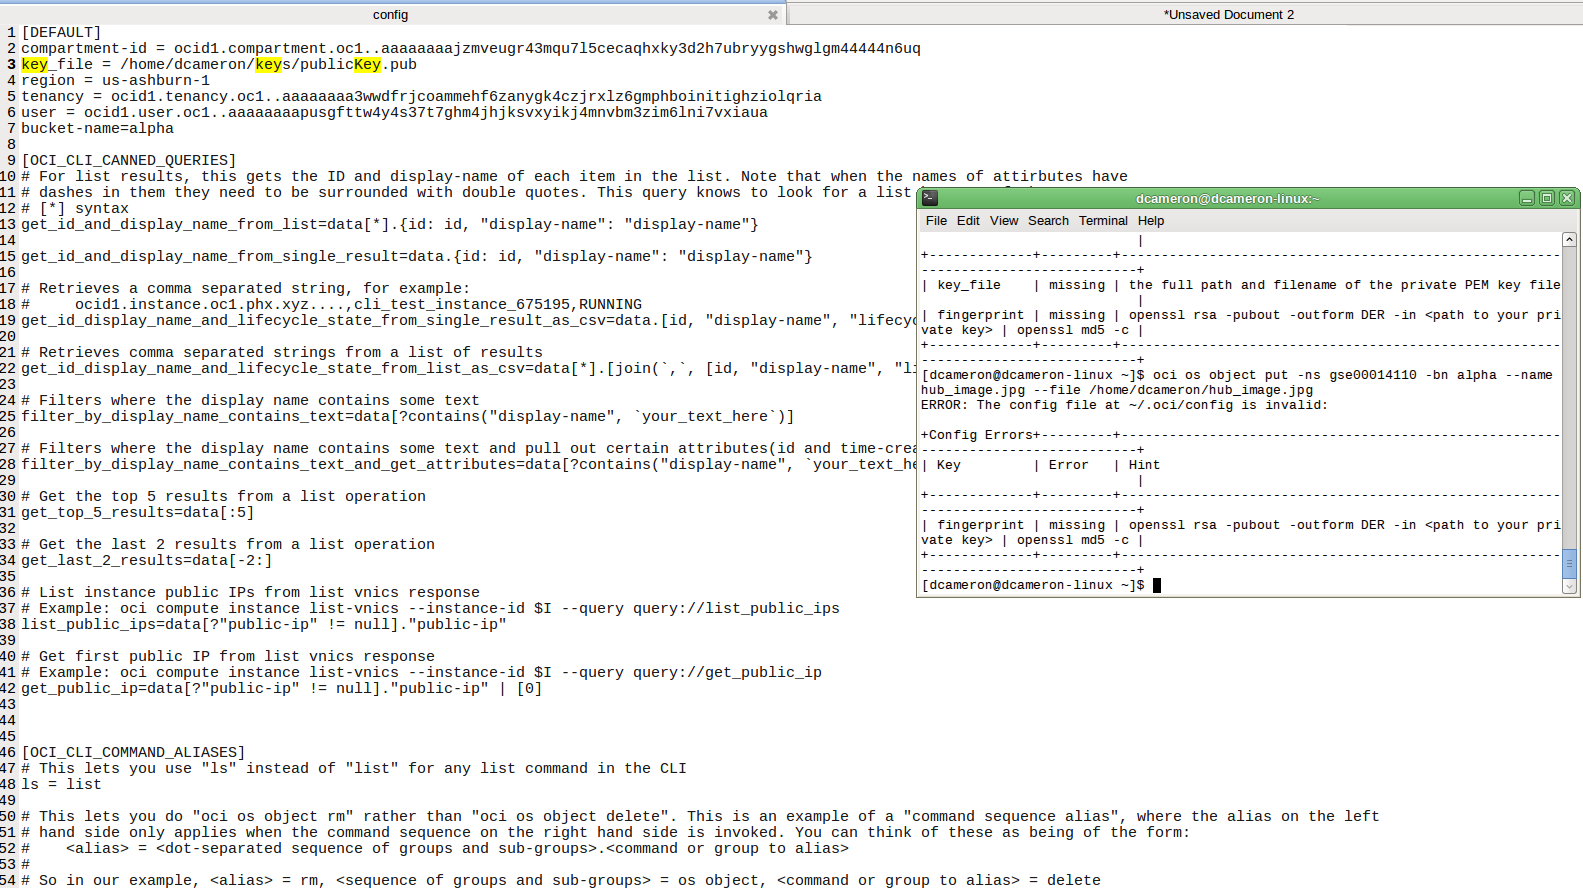 config
*Unsaved Document 2
1 [DEFAULT]
2 compartment-id = ocid1.compartment.oc1..aaaaaaaajzmveugr43mqu7l5cecaqhxky3d2h7ubryygshwglgm44444n6uq
3 key_file = /home/dcameron/keys/publicKey.pub
4 region = us-ashburn-1
5 tenancy = ocid1.tenancy.oc1..aaaaaaaa3wwdfrjcoammehf6zanygk4czjrxlz6gmphboinitighziolqria
6 user = ocid1.user.oc1..aaaaaaaapusgfttw4y4s37t7ghm4jhjksvxyikj4mnvbm3zim6lni7vxiaua
7 bucket-name=alpha
8
9 [OCI_CLI_CANNED_QUERIES]
10 # For list results, this gets the ID and display-name of each item in the list. Note that when the names of attirbutes have
11 # dashes in them they need to be surrounded with double quotes. This query knows to look for a list
12 # [*] syntax
13 get_id_and_display_name_from_list=data[*].{id: id, "display-name": "display-name"}
14
15 get_id_and_display_name_from_single_result=data.{id: id, "display-name": "display-name"}
16
17 # Retrieves a comma separated string, for example:
18 #     ocid1.instance.oc1.phx.xyz....,cli_test_instance_675195,RUNNING
19 get_id_display_name_and_lifecycle_state_from_single_result_as_csv=data.[id, "display-name", "lifecyc
20
21 # Retrieves comma separated strings from a list of results
22 get_id_display_name_and_lifecycle_state_from_list_as_csv=data[*].[join(`,`, [id, "display-name", "li
23
24 # Filters where the display name contains some text
25 filter_by_display_name_contains_text=data[?contains("display-name", `your_text_here`)]
26
27 # Filters where the display name contains some text and pull out certain attributes(id and time-crea
28 filter_by_display_name_contains_text_and_get_attributes=data[?contains("display-name", `your_text_he
29
30 # Get the top 5 results from a list operation
31 get_top_5_results=data[:5]
32
33 # Get the last 2 results from a list operation
34 get_last_2_results=data[-2:]
35
36 # List instance public IPs from list vnics response
37 # Example: oci compute instance list-vnics --instance-id $I --query query://list_public_ips
38 list_public_ips=data[?"public-ip" != null]."public-ip"
39
40 # Get first public IP from list vnics response
41 # Example: oci compute instance list-vnics --instance-id $I --query query://get_public_ip
42 get_public_ip=data[?"public-ip" != null]."public-ip" | [0]
43
44
45
46 [OCI_CLI_COMMAND_ALIASES]
47 # This lets you use "ls" instead of "list" for any list command in the CLI
48 ls = list
49
50 # This lets you do "oci os object rm" rather than "oci os object delete". This is an example of a "command sequence alias", where the alias on the left
51 # hand side only applies when the command sequence on the right hand side is invoked. You can think of these as being of the form:
52 #    <alias> = <dot-separated sequence of groups and sub-groups>.<command or group to alias>
53 #
54 # So in our example, <alias> = rm, <sequence of groups and sub-groups> = os object, <command or group to alias> = delete
dcameron@dcameron-linux:~
File Edit View Search Terminal Help
|
+-------------+---------+-------------------------------------------------------
---------------------------+
| key_file    | missing | the full path and filename of the private PEM key file
|
| fingerprint | missing | openssl rsa -pubout -outform DER -in <path to your pri
vate key> | openssl md5 -c |
+-------------+---------+-------------------------------------------------------
---------------------------+
[dcameron@dcameron-linux ~]$ oci os object put -ns gse00014110 -bn alpha --name
hub_image.jpg --file /home/dcameron/hub_image.jpg
ERROR: The config file at ~/.oci/config is invalid:
+Config Errors+---------+-------------------------------------------------------
---------------------------+
| Key         | Error   | Hint
|
+-------------+---------+-------------------------------------------------------
---------------------------+
| fingerprint | missing | openssl rsa -pubout -outform DER -in <path to your pri
vate key> | openssl md5 -c |
+-------------+---------+-------------------------------------------------------
---------------------------+
[dcameron@dcameron-linux ~]$